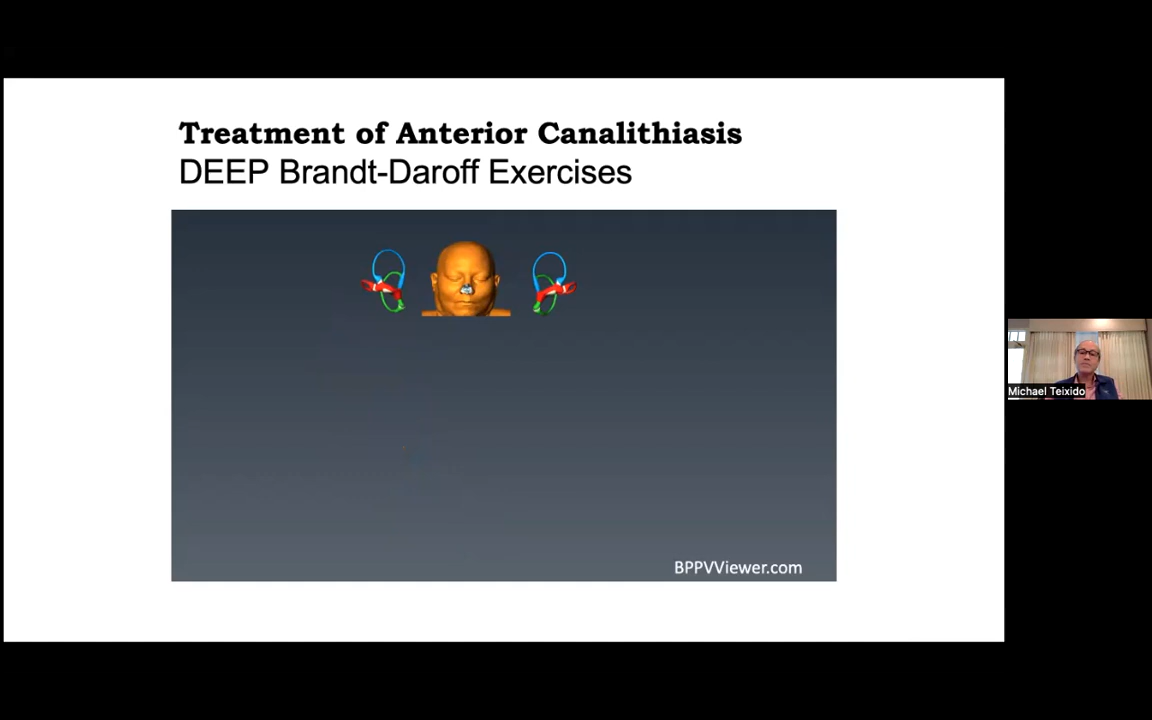 Treatment of Anterior Canalithiasis
DEEP Brandt-Daroff Exercises
BPPVViewer.com
Michael Teixido